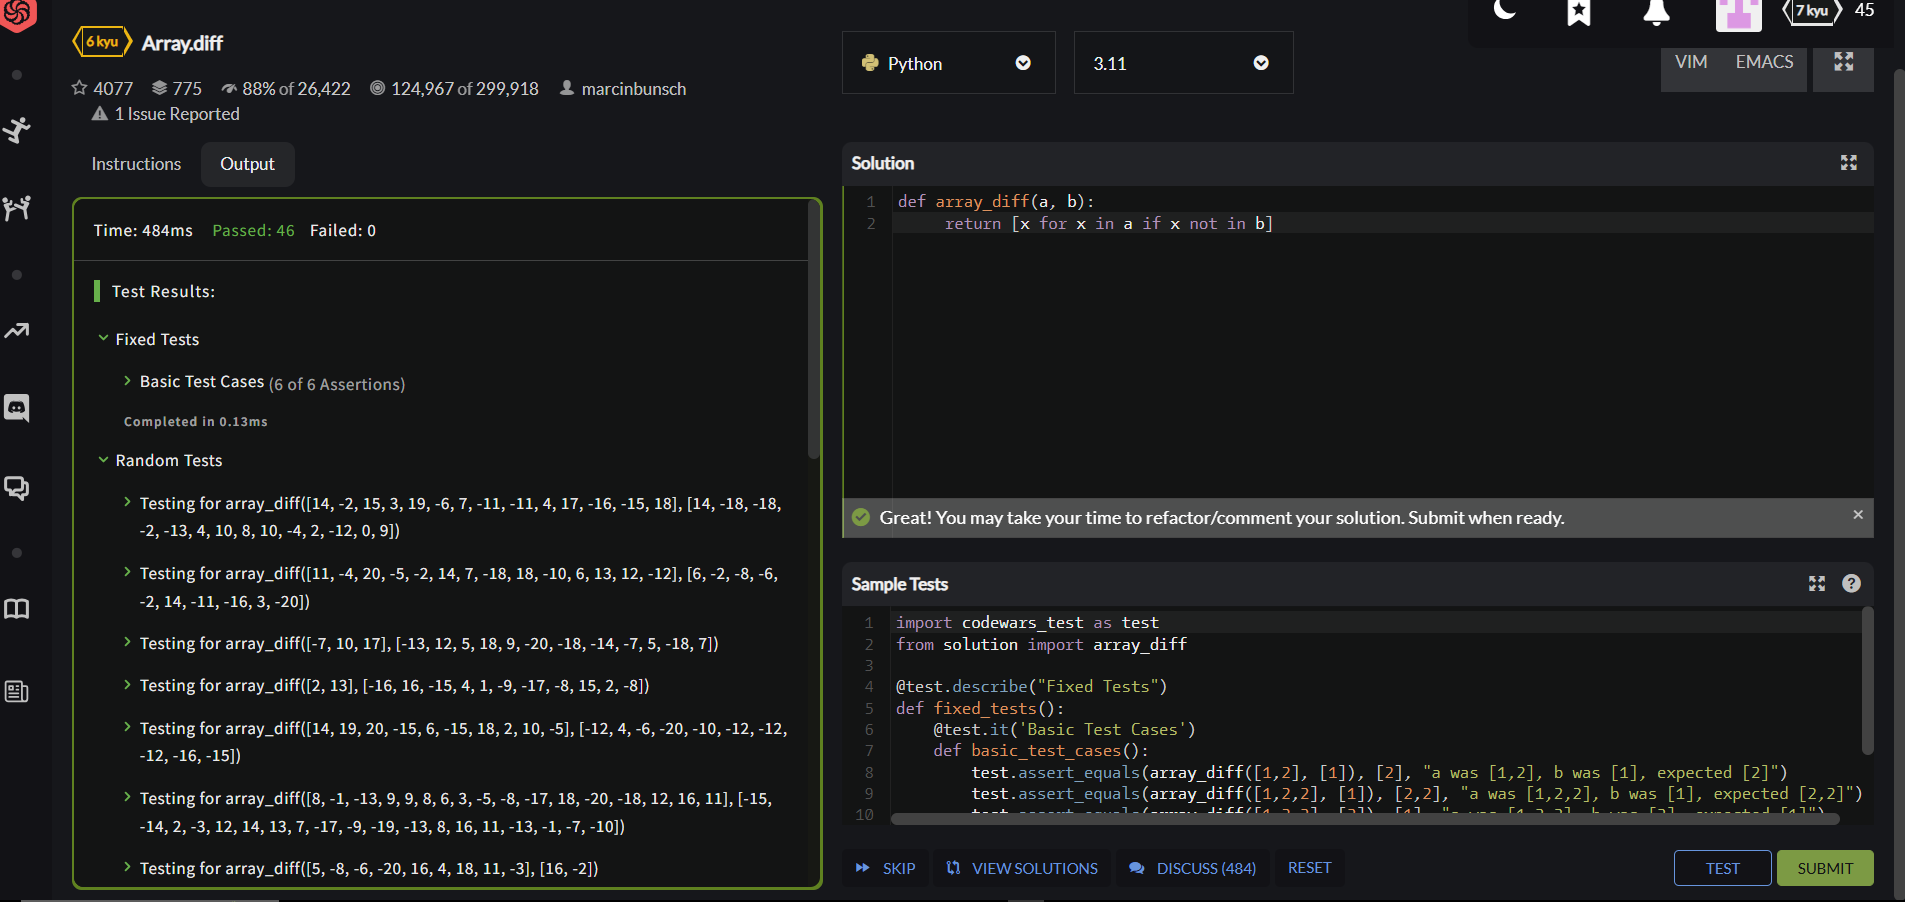 6 kyu Array.diff
4077 775 88% of 26,422 124,967 of 299,918 marcinbunsch
1 Issue Reported
Instructions Output
Time: 484ms Passed: 46 Failed: 0
Test Results:
Fixed Tests
Basic Test Cases (6 of 6 Assertions)
Completed in 0.13ms
Random Tests
Testing for array_diff([14, -2, 15, 3, 19, -6, 7, -11, -11, 4, 17, -16, -15, 18], [14, -18, -18,
-2, -13, 4, 10, 8, 10, -4, 2, -12, 0, 9])
Testing for array_diff([11, -4, 20, -5, -2, 14, 7, -18, 18, -10, 6, 13, 12, -12], [6, -2, -8, -6,
-2, 14, -11, -16, 3, -20])
Testing for array_diff([-7, 10, 17], [-13, 12, 5, 18, 9, -20, -18, -14, -7, 5, -18, 7])
Testing for array_diff([2, 13], [-16, 16, -15, 4, 1, -9, -17, -8, 15, 2, -8])
Testing for array_diff([14, 19, 20, -15, 6, -15, 18, 2, 10, -5], [-12, 4, -6, -20, -10, -12, -12,
-12, -16, -15])
Testing for array_diff([8, -1, -13, 9, 9, 8, 6, 3, -5, -8, -17, 18, -20, -18, 12, 16, 11], [-15,
-14, 2, -3, 12, 14, 13, 7, -17, -9, -19, -13, 8, 16, 11, -13, -1, -7, -10])
Testing for array_diff([5, -8, -6, -20, 16, 4, 18, 11, -3], [16, -2])
7 kyu 45
Python 3.11 VIM EMACS
Solution
1 def array_diff(a, b):
2 return [x for x in a if x not in b]
Great! You may take your time to refactor/comment your solution. Submit when ready. ×
Sample Tests ?
1 import codewars_test as test
2 from solution import array_diff
3
4 @test.describe("Fixed Tests")
5 def fixed_tests():
6 @test.it('Basic Test Cases')
7 def basic_test_cases():
8 test.assert_equals(array_diff([1,2], [1]), [2], "a was [1,2], b was [1], expected [2]")
9 test.assert_equals(array_diff([1,2,2], [1]), [2,2], "a was [1,2,2], b was [1], expected [2,2]")
10
SKIP VIEW SOLUTIONS DISCUSS (484) RESET TEST SUBMIT